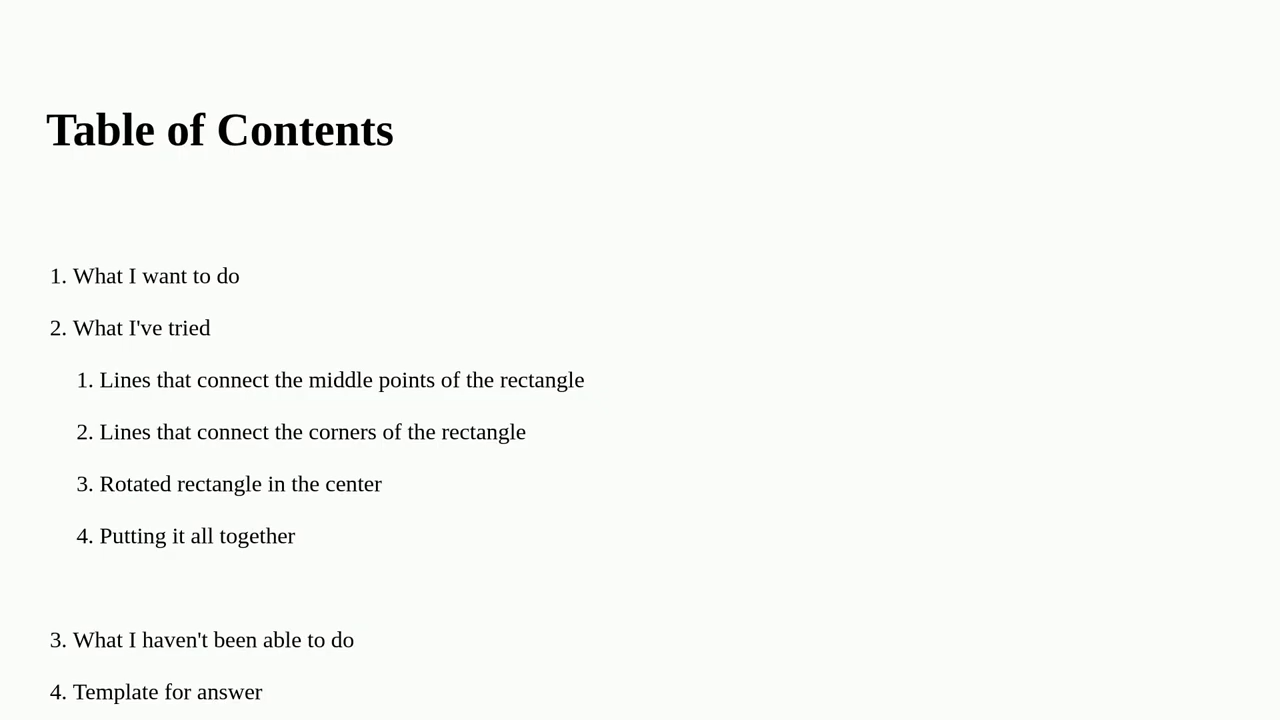 Table of Contents
1. What I want to do
2. What I've tried
1. Lines that connect the middle points of the rectangle
2. Lines that connect the corners of the rectangle
3. Rotated rectangle in the center
4. Putting it all together
3. What I haven't been able to do
4. Template for answer